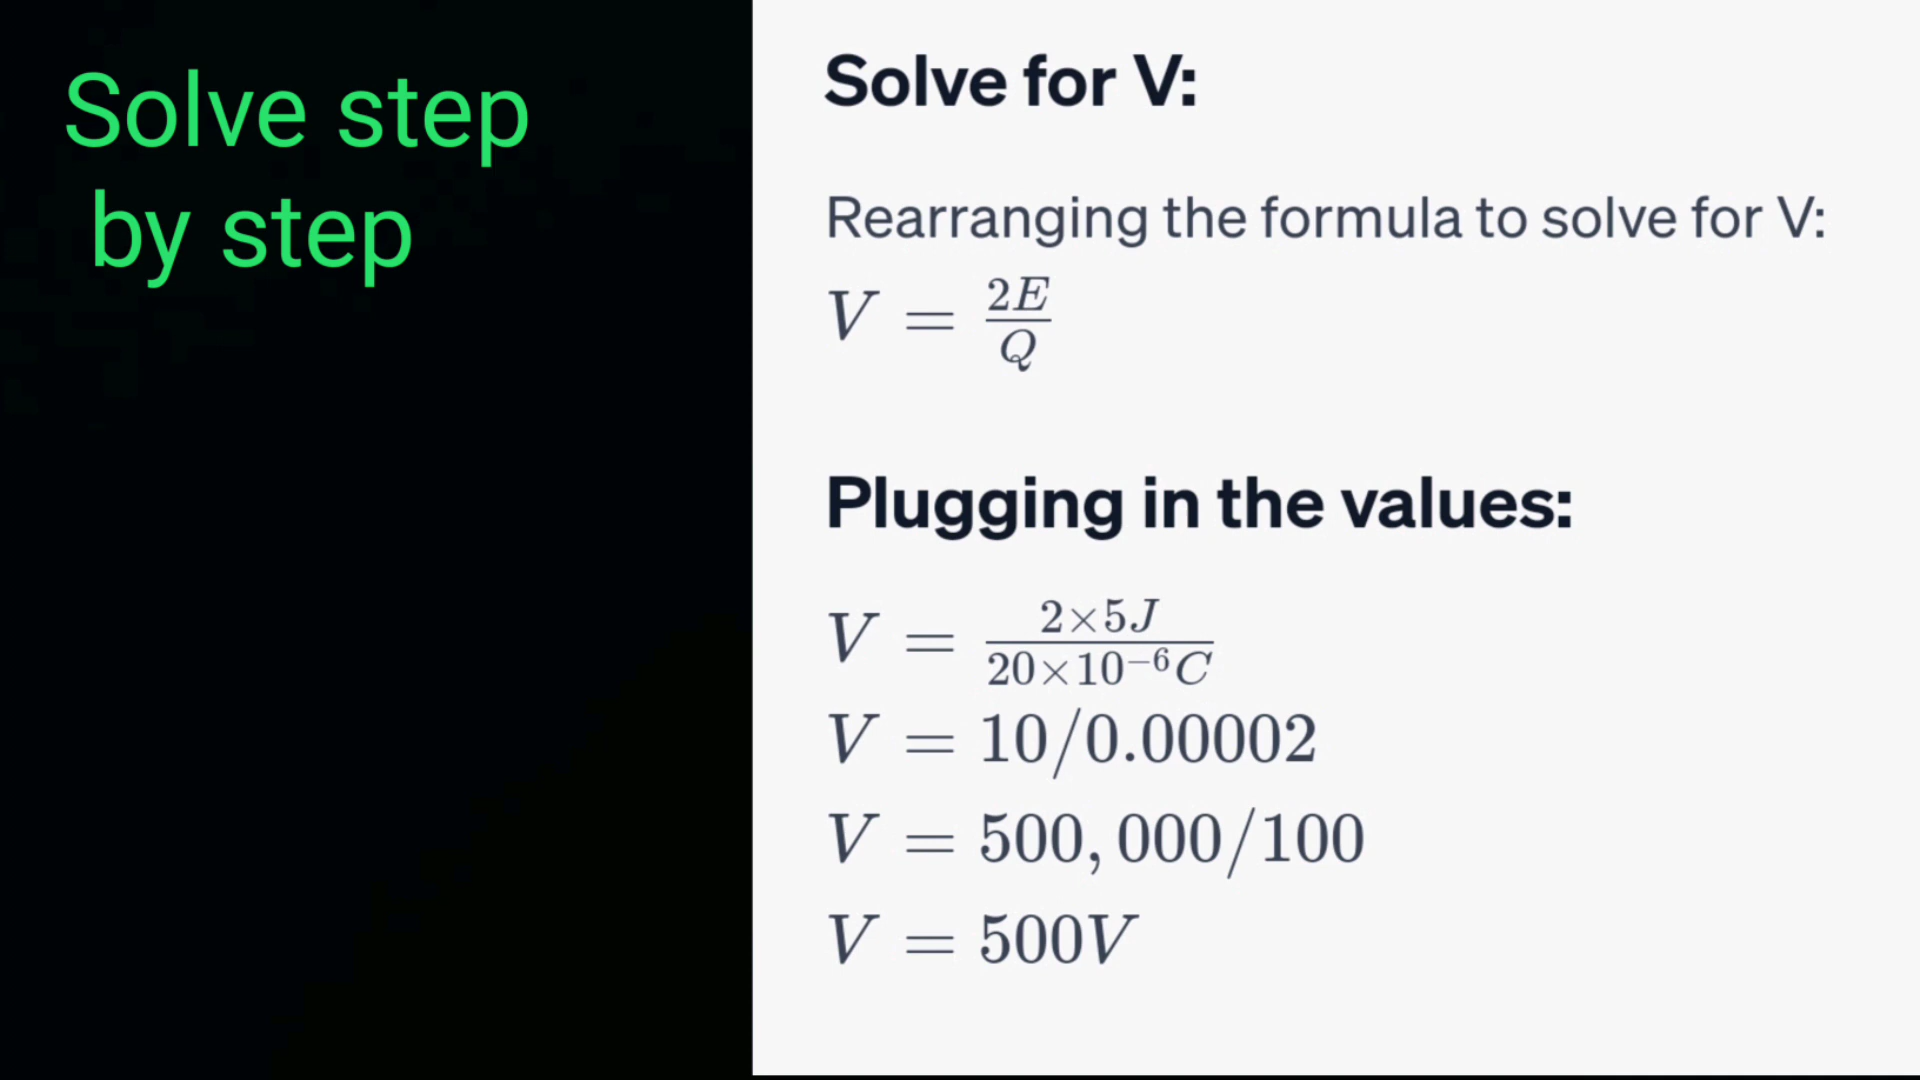 Solve step
by step
Solve for V:
Rearranging the formula to solve for V:
V = 2E/Q
Plugging in the values:
V = 2×5J/20×10⁻⁶C
V = 10/0.00002
V = 500,000/100
V = 500V